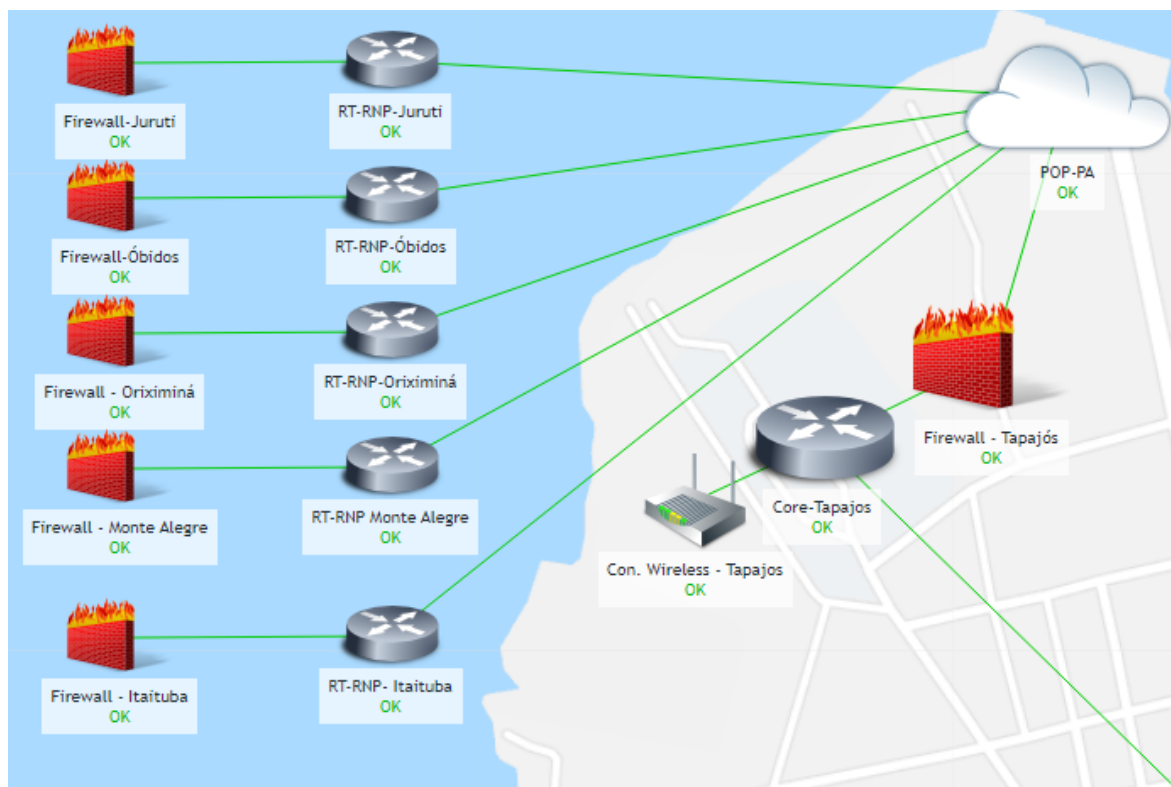 Firewall-Juruti
OK
RT-RNP-Juruti
OK
POP-PA
OK
Firewall-Óbidos
OK
RT-RNP-Óbidos
OK
Firewall - Oriximiná
OK
RT-RNP-Oriximiná
OK
Firewall - Tapajós
OK
Firewall - Monte Alegre
OK
RT-RNP Monte Alegre
OK
Core-Tapajos
OK
Con. Wireless - Tapajos
OK
Firewall - Itaituba
OK
RT-RNP- Itaituba
OK